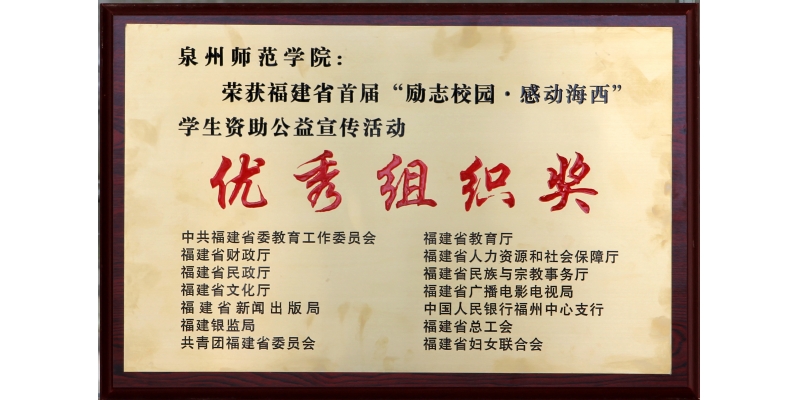 泉州师范学院：
荣获福建省首届“励志校园·感动海西”
学生资助公益宣传活动
优秀组织奖
中共福建省委教育工作委员会
福建省财政厅
福建省民政厅
福建省文化厅
福建省新闻出版局
福建银监局
共青团福建省委员会
福建省教育厅
福建省人力资源和社会保障厅
福建省民族与宗教事务厅
福建省广播电影电视局
中国人民银行福州中心支行
福建省总工会
福建省妇女联合会